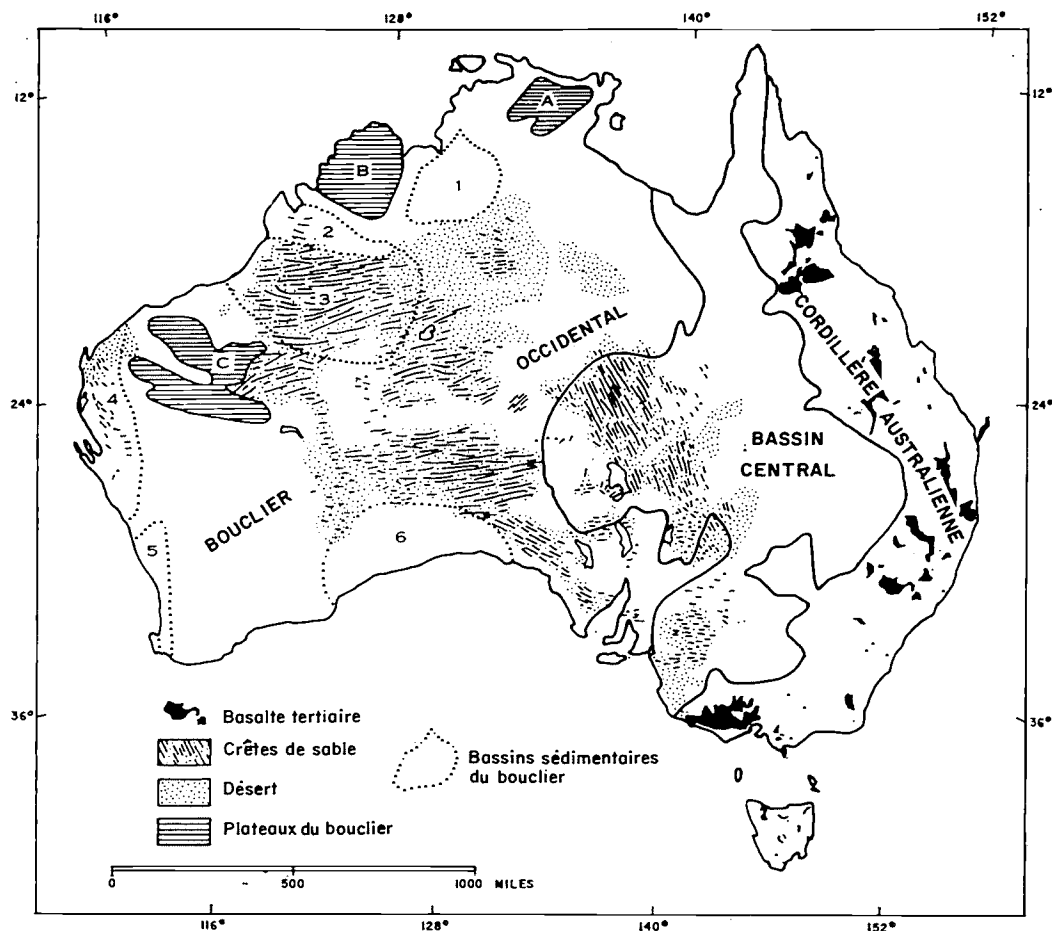 116° 128° 140° 152°
12° 12°
A
B
1
2
3
OCCIDENTAL
CORDILLÈRE AUSTRALIENNE
C
4
24° 24°
BASSIN
CENTRAL
BOUCLIER
5
6
36° 36°
Basalte tertiaire
Crêtes de sable
Bassins sédimentaires
du bouclier
Désert
Plateaux du bouclier
0 500 1000 MILES
116° 128° 140° 152°